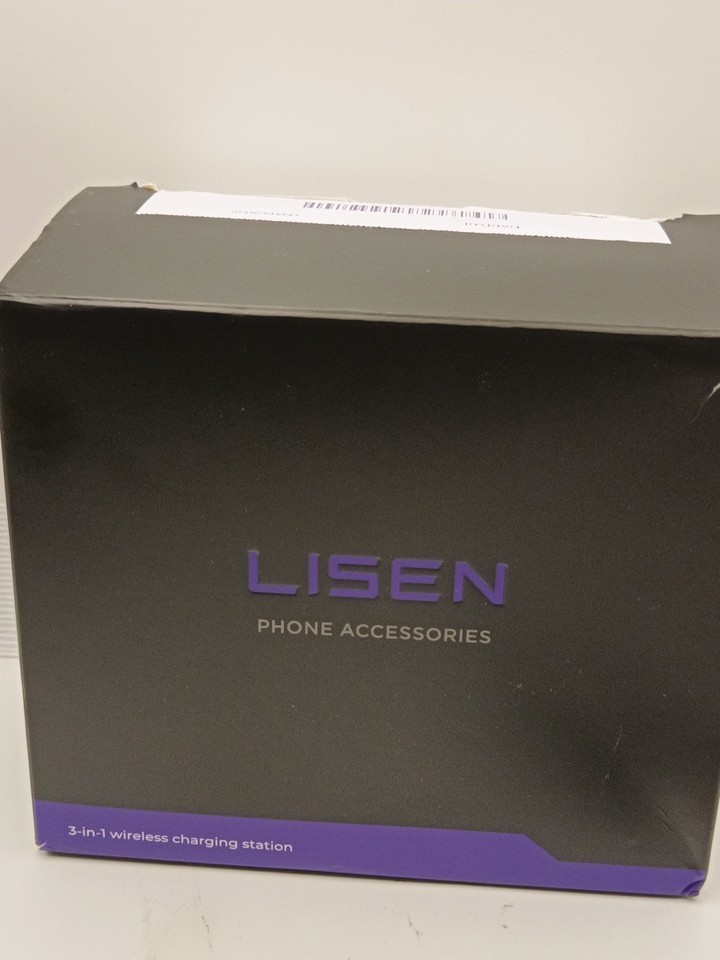 LISEN
PHONE ACCESSORIES
3-in-1 wireless charging station